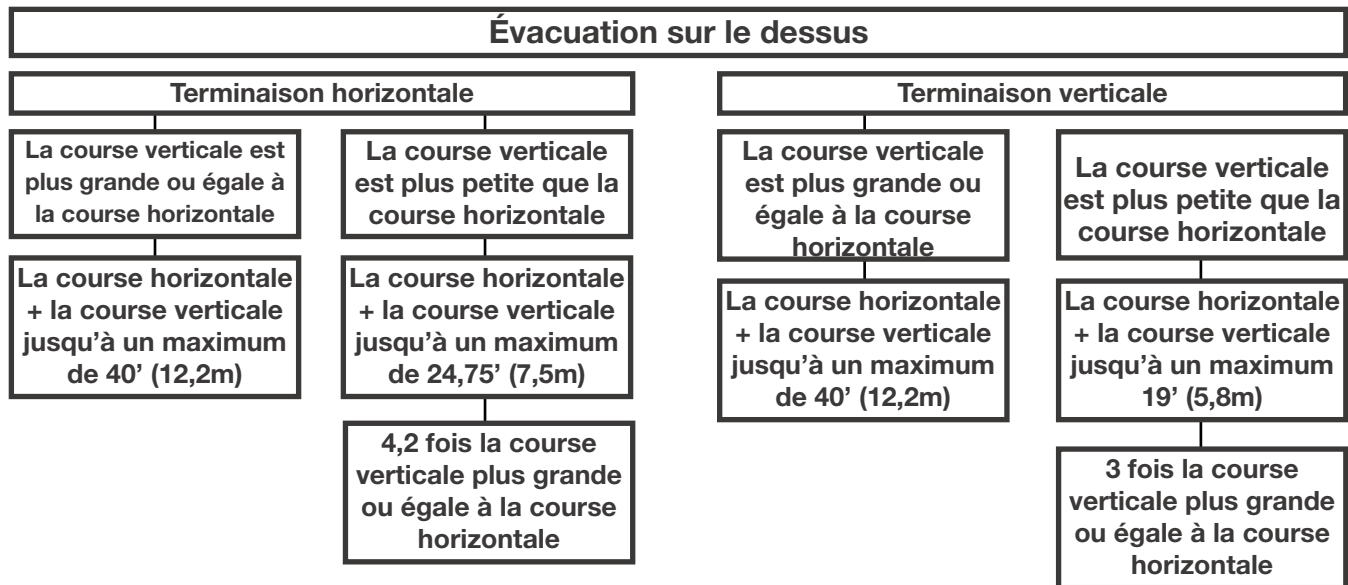 Évacuation sur le dessus
Terminaison horizontale
La course verticale est
plus grande ou égale à
la course horizontale
La course horizontale
+ la course verticale
jusqu'à un maximum
de 40’ (12,2m)
La course verticale
est plus petite que la
course horizontale
La course horizontale
+ la course verticale
jusqu'à un maximum
de 24,75’ (7,5m)
4,2 fois la course
verticale plus grande
ou égale à la course
horizontale
Terminaison verticale
La course verticale
est plus grande ou
égale à la course
horizontale
La course horizontale
+ la course verticale
jusqu'à un maximum
de 40’ (12,2m)
La course verticale
est plus petite que la
course horizontale
La course horizontale
+ la course verticale
jusqu'à un maximum
19’ (5,8m)
3 fois la course
verticale plus grande
ou égale à la course
horizontale